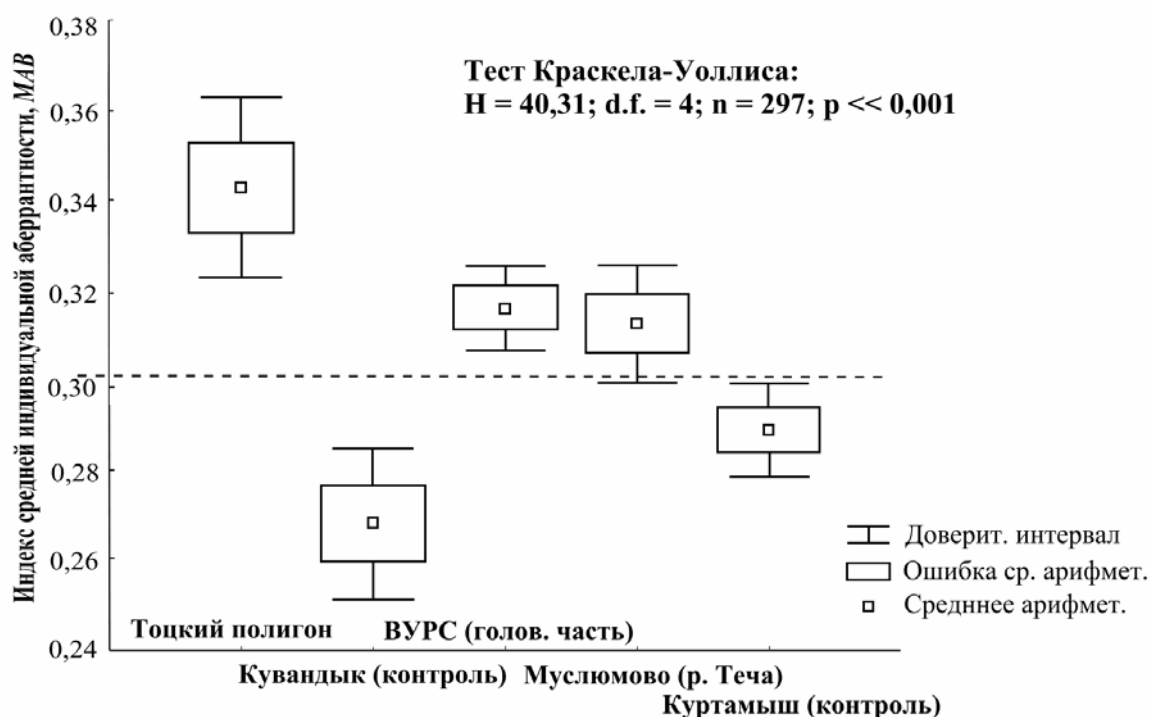 Индекс средней индивидуальной аберрантности, MAB
0,38
0,36
0,34
0,32
0,30
0,28
0,26
0,24
Тест Краскела-Уоллиса:
H = 40,31; d.f. = 4; n = 297; p << 0,001
Доверит. интервал
Ошибка ср. арифмет.
Средннее арифмет.
Тоцкий полигон
ВУРС (голов. часть)
Кувандык (контроль)
Муслюмово (р. Теча)
Куртамыш (контроль)